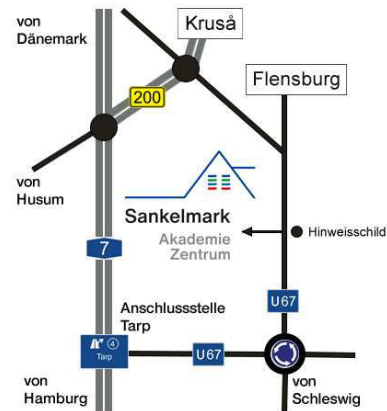 von
Dänemark
Kruså
Flensburg
200
von
Husum
Sankelmark
Akademie
Zentrum
Hinweisschild
7
U67
Anschlussstelle
Tarp
4
Tarp
U67
von
Hamburg
von
Schleswig